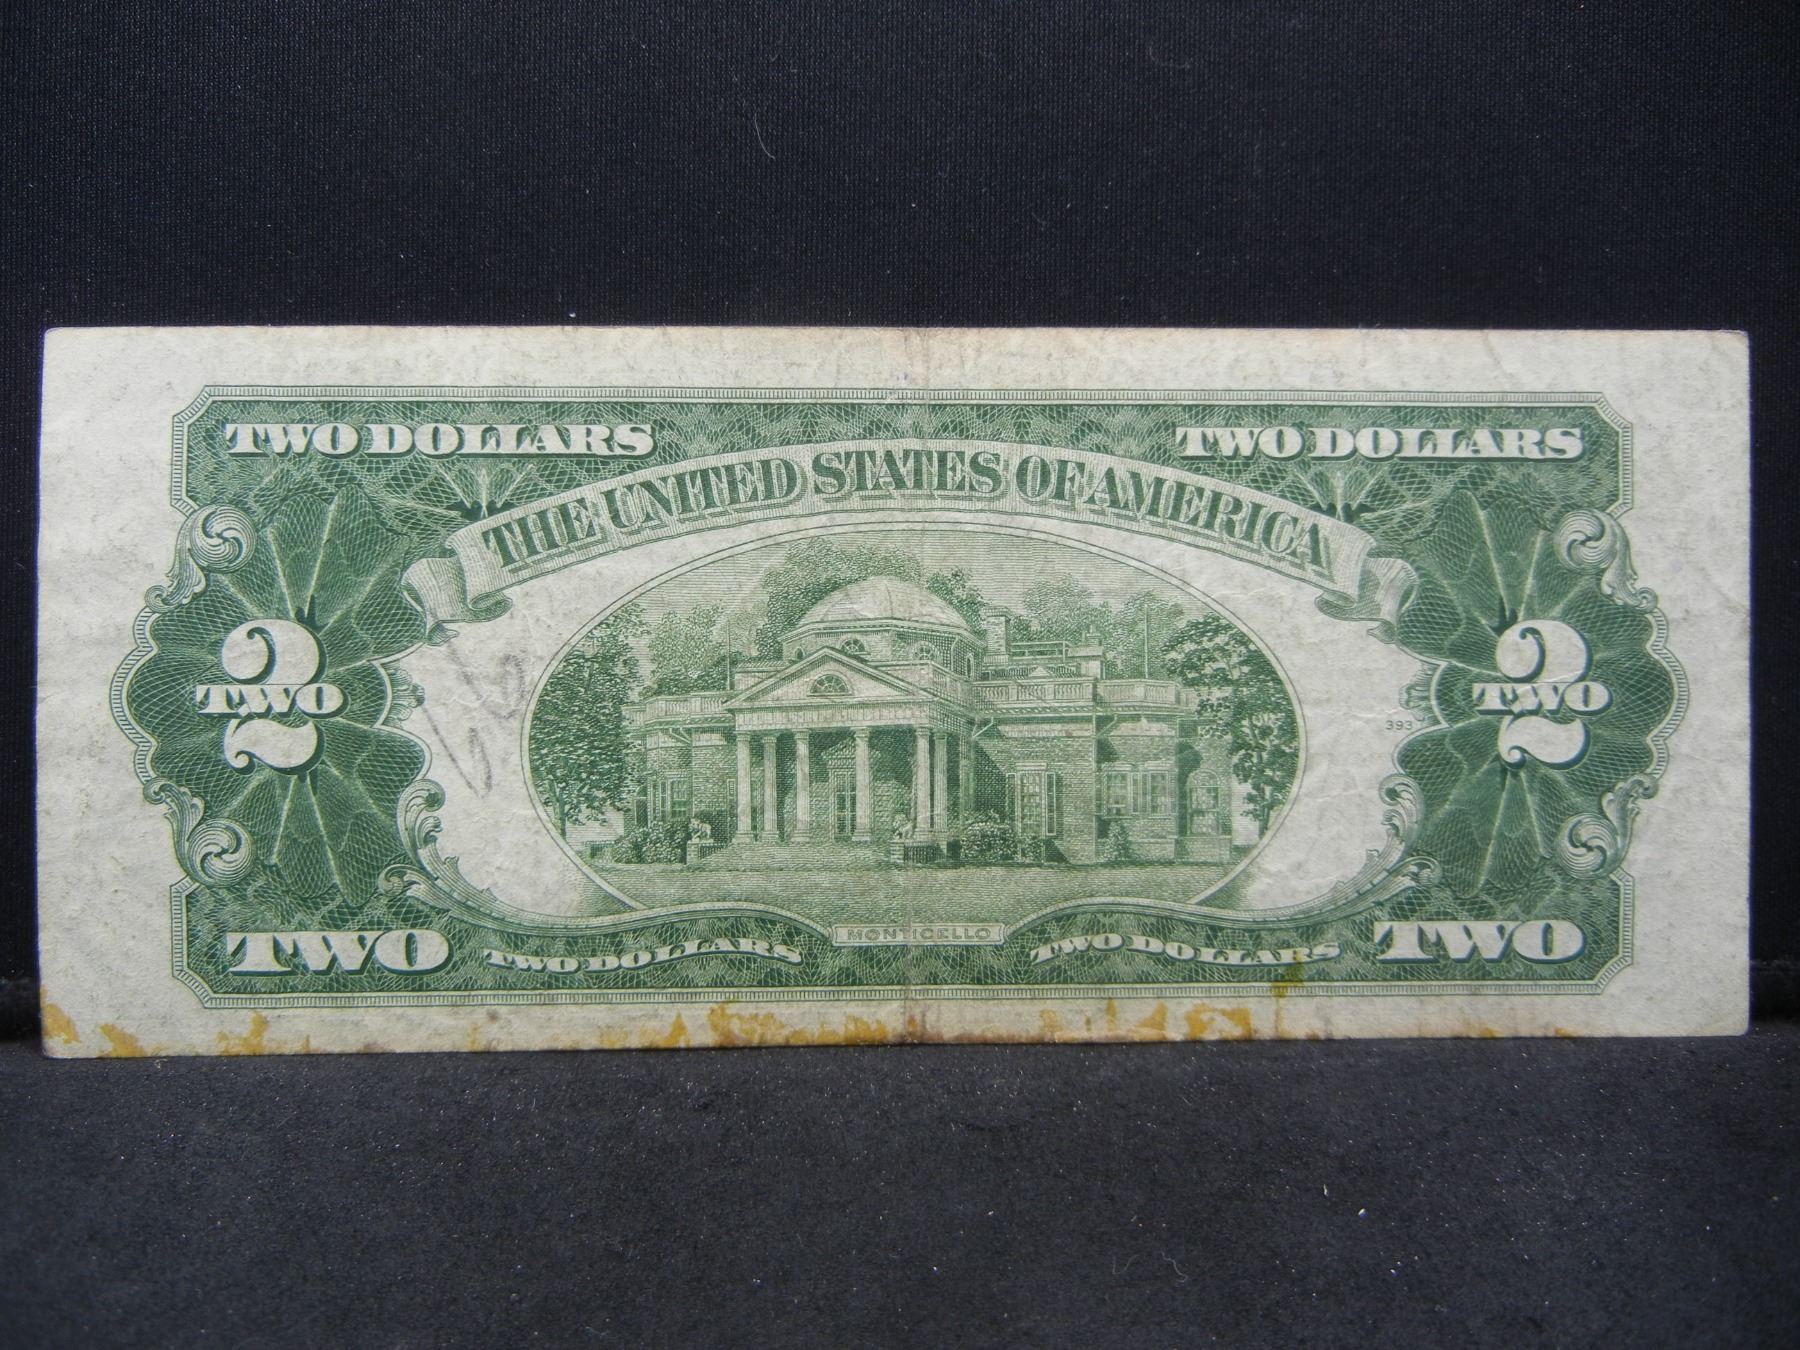 TWO DOLLARS TWO DOLLARS
THE UNITED STATES OF AMERICA
2 TWO 2 TWO
393
MONTICELLO
TWO TWO DOLLARS TWO DOLLARS TWO